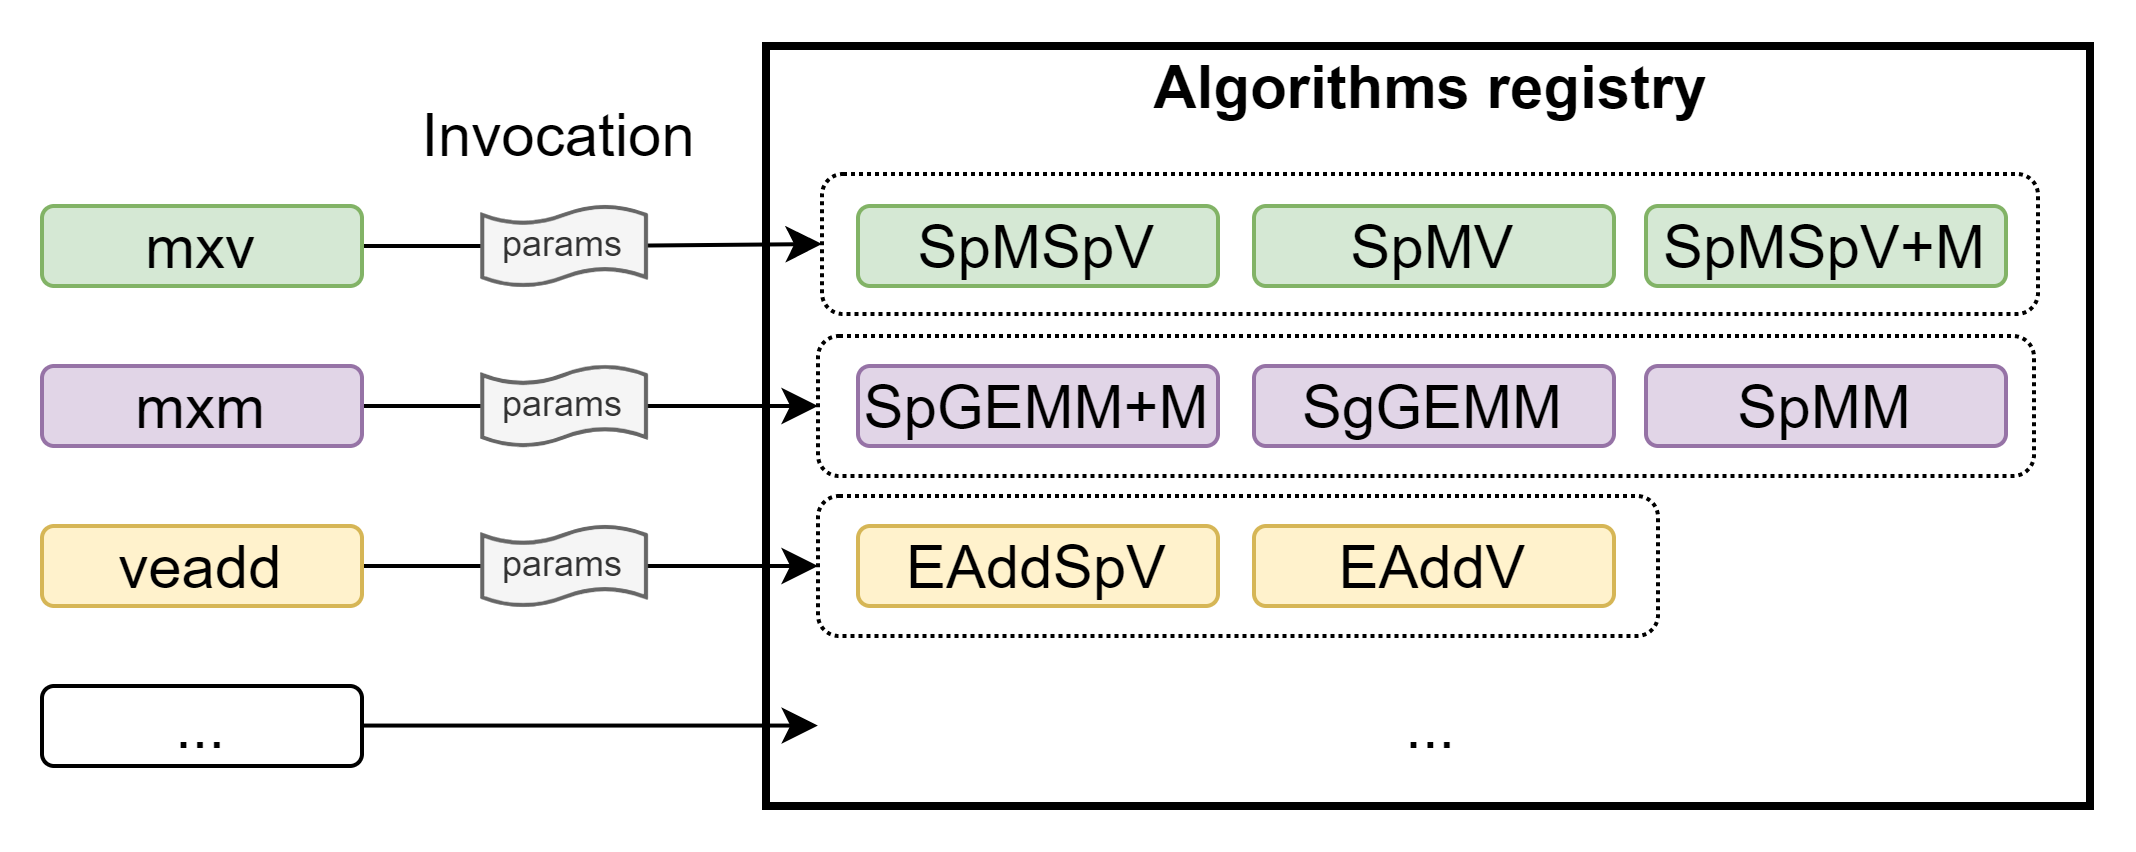 Algorithms registry
Invocation
mxv
params
SpMSpV
SpMV
SpMSpV+M
mxm
params
SpGEMM+M
SgGEMM
SpMM
veadd
params
EAddSpV
EAddV
...
...